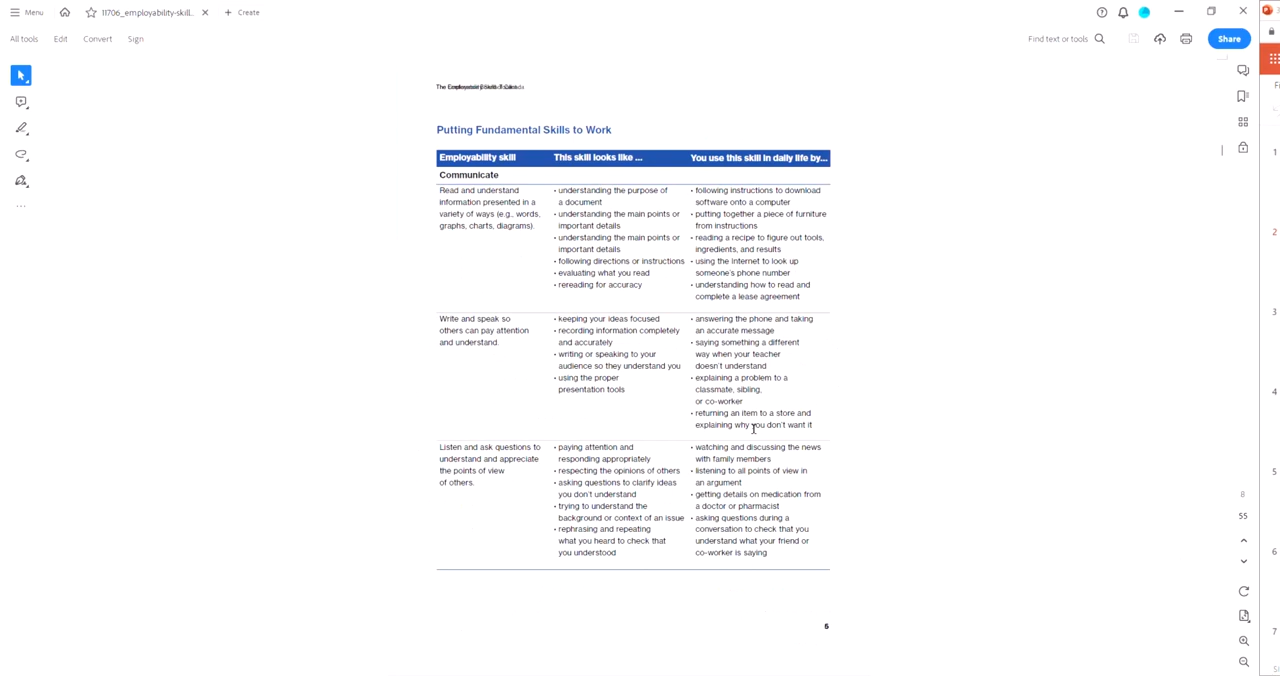 Menu
11706_employability-skill...
Create
All tools
Edit
Convert
Sign
Find text or tools
Share
Putting Fundamental Skills to Work
Employability skill
This skill looks like ...
You use this skill in daily life by...
Communicate
Read and understand
information presented in a
variety of ways (e.g., words,
graphs, charts, diagrams).
• understanding the purpose of
a document
• understanding the main points or
important details
• understanding the main points or
important details
• following directions or instructions
• evaluating what you read
• rereading for accuracy
• following instructions to download
software onto a computer
• putting together a piece of furniture
from instructions
• reading a recipe to figure out tools,
ingredients, and results
• using the Internet to look up
someone's phone number
• understanding how to read and
complete a lease agreement
Write and speak so
others can pay attention
and understand.
• keeping your ideas focused
• recording information completely
and accurately
• writing or speaking to your
audience so they understand you
• using the proper
presentation tools
• answering the phone and taking
an accurate message
• saying something a different
way when your teacher
doesn't understand
• explaining a problem to a
classmate, sibling,
or co-worker
• returning an item to a store and
explaining why you don't want it
Listen and ask questions to
understand and appreciate
the points of view
of others.
• paying attention and
responding appropriately
• respecting the opinions of others
• asking questions to clarify ideas
you don't understand
• trying to understand the
background or context of an issue
• rephrasing and repeating
what you heard to check that
you understood
• watching and discussing the news
with family members
• listening to all points of view in
an argument
• getting details on medication from
a doctor or pharmacist
• asking questions during a
conversation to check that you
understand what your friend or
co-worker is saying
5
8
55
1
2
3
4
5
6
7